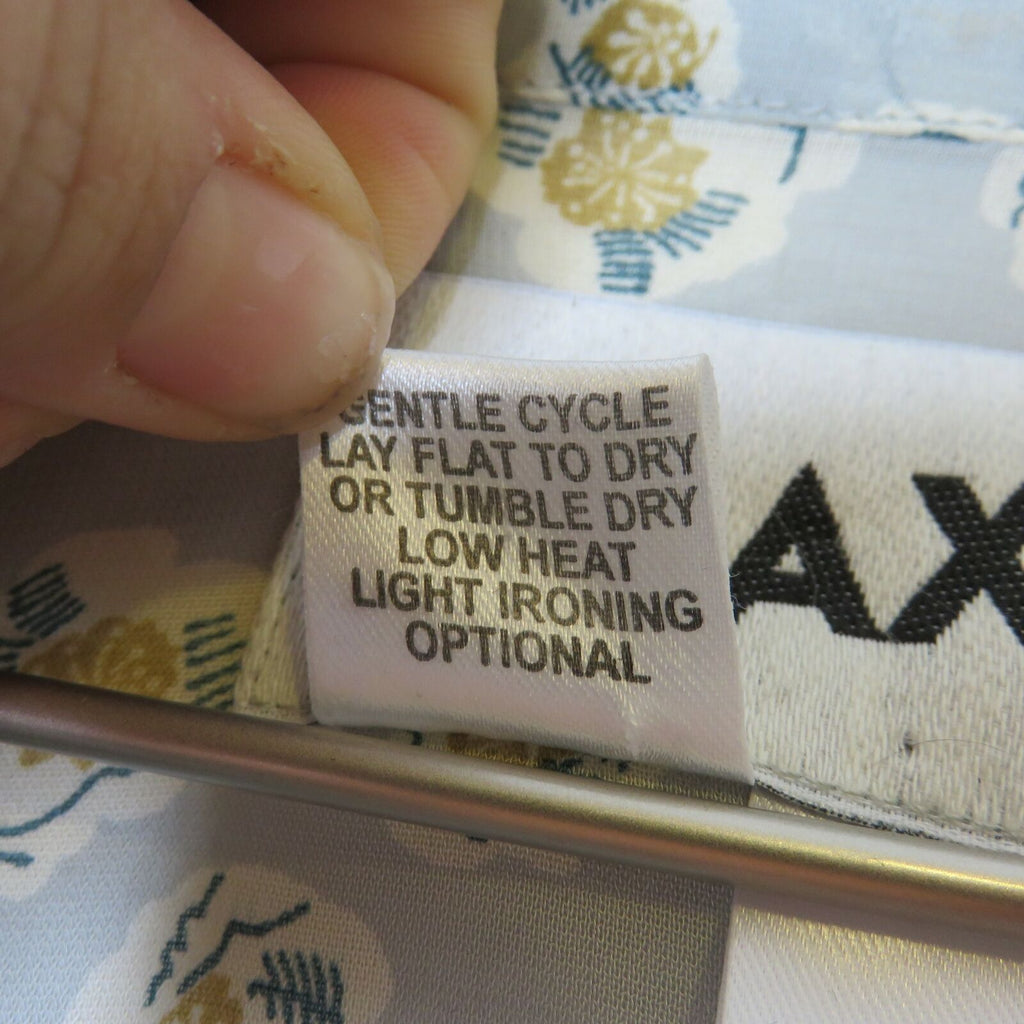 GENTLE CYCLE
LAY FLAT TO DRY
OR TUMBLE DRY
LOW HEAT
LIGHT IRONING
OPTIONAL
AX